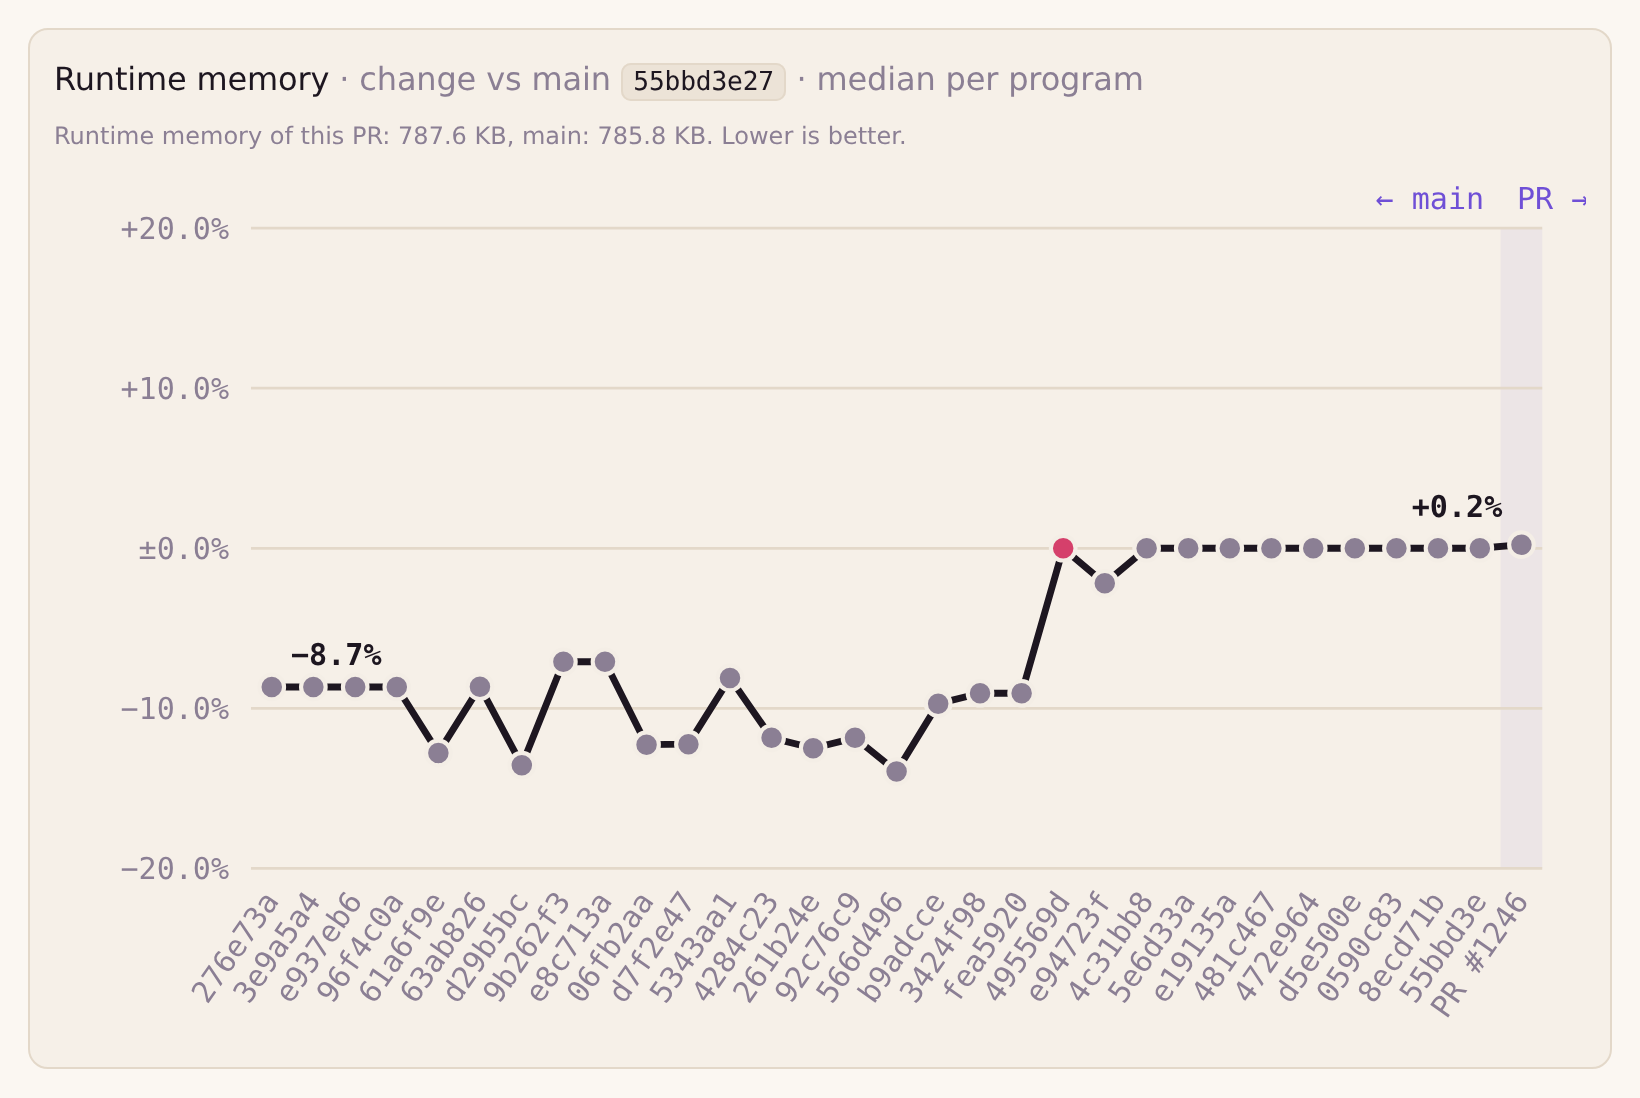 Runtime memory · change vs main 55bbd3e27 · median per program
Runtime memory of this PR: 787.6 KB, main: 785.8 KB. Lower is better.
← main PR →
+20.0%
+10.0%
+0.2%
±0.0%
−8.7%
−10.0%
−20.0%
276e73a
3e9a5a4
e937eb6
96f4c0a
61a6f9e
63ab826
d29b5bc
9b262f3
e8c713a
06fb2aa
d7f2e47
5343aa1
4284c23
261b24e
92c76c9
566d496
b9adcce
3424f98
fea5920
495569d
e94723f
4c31bb8
5e6d33a
e19135a
481c467
472e964
d5e500e
0590c83
8ecd71b
55bbd3e
PR #1246